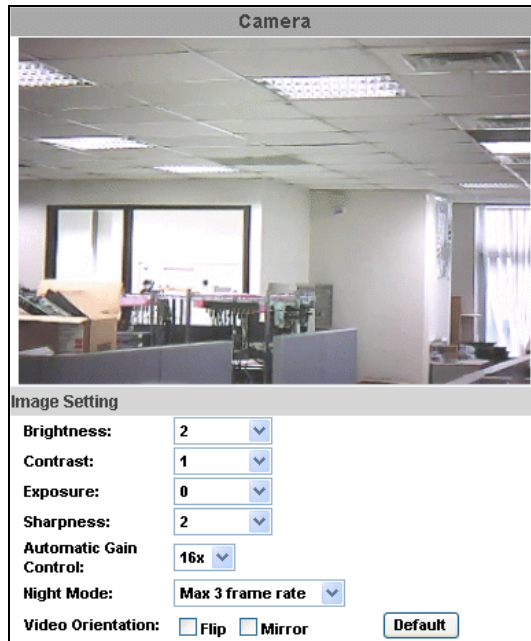 Camera
Image Setting
Brightness: 2
Contrast: 1
Exposure: 0
Sharpness: 2
Automatic Gain
Control: 16x
Night Mode: Max 3 frame rate
Video Orientation: Flip Mirror Default